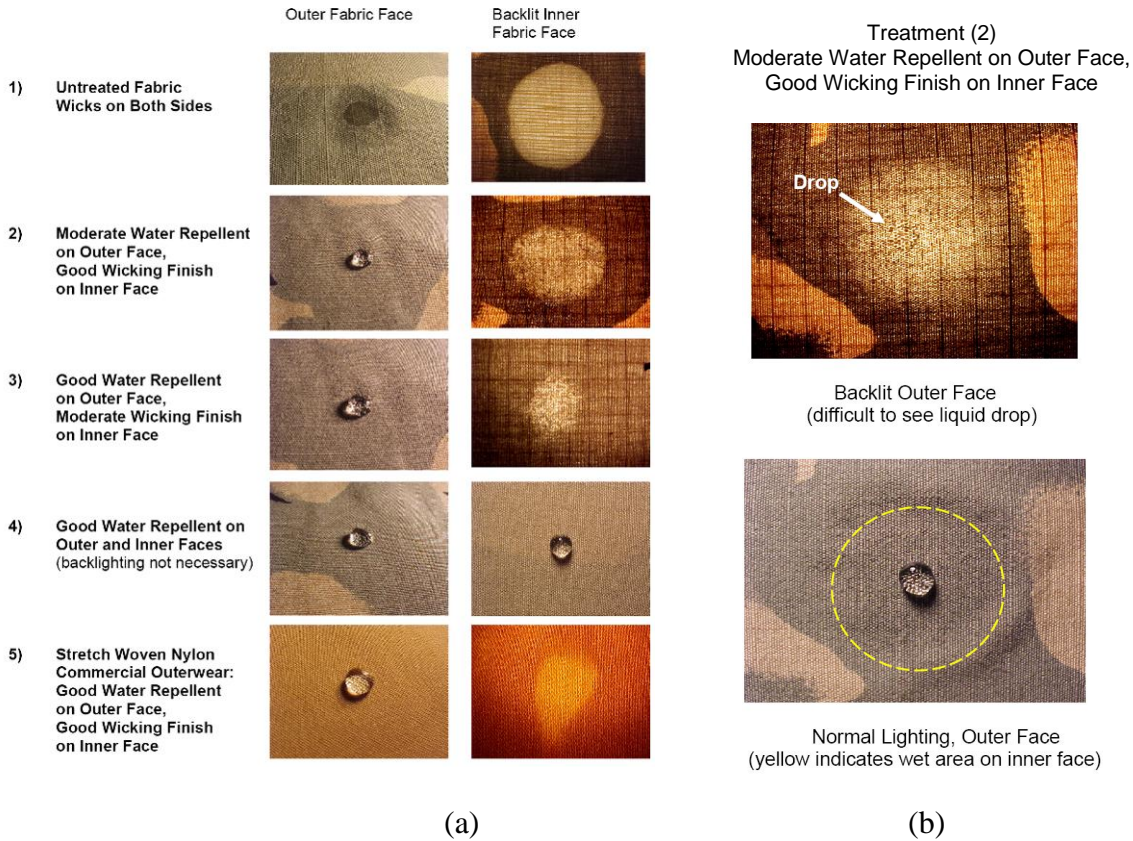 Outer Fabric Face
Backlit Inner
Fabric Face
1) Untreated Fabric
Wicks on Both Sides
2) Moderate Water Repellent
on Outer Face,
Good Wicking Finish
on Inner Face
3) Good Water Repellent
on Outer Face,
Moderate Wicking Finish
on Inner Face
4) Good Water Repellent on
Outer and Inner Faces
(backlighting not necessary)
5) Stretch Woven Nylon
Commercial Outerwear:
Good Water Repellent
on Outer Face,
Good Wicking Finish
on Inner Face
(a)
Treatment (2)
Moderate Water Repellent on Outer Face,
Good Wicking Finish on Inner Face
Drop
Backlit Outer Face
(difficult to see liquid drop)
Normal Lighting, Outer Face
(yellow indicates wet area on inner face)
(b)